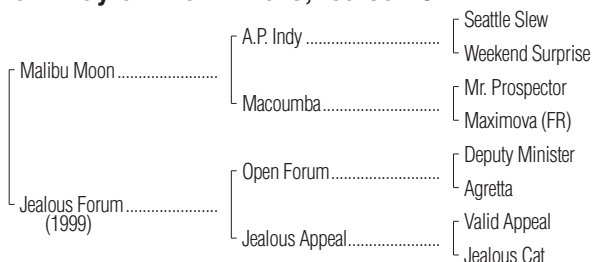 Seattle Slew
A.P. Indy
Weekend Surprise
Malibu Moon
Mr. Prospector
Macoumba
Maximova (FR)
Deputy Minister
Open Forum
Agretta
Jealous Forum
(1999)
Valid Appeal
Jealous Appeal
Jealous Cat